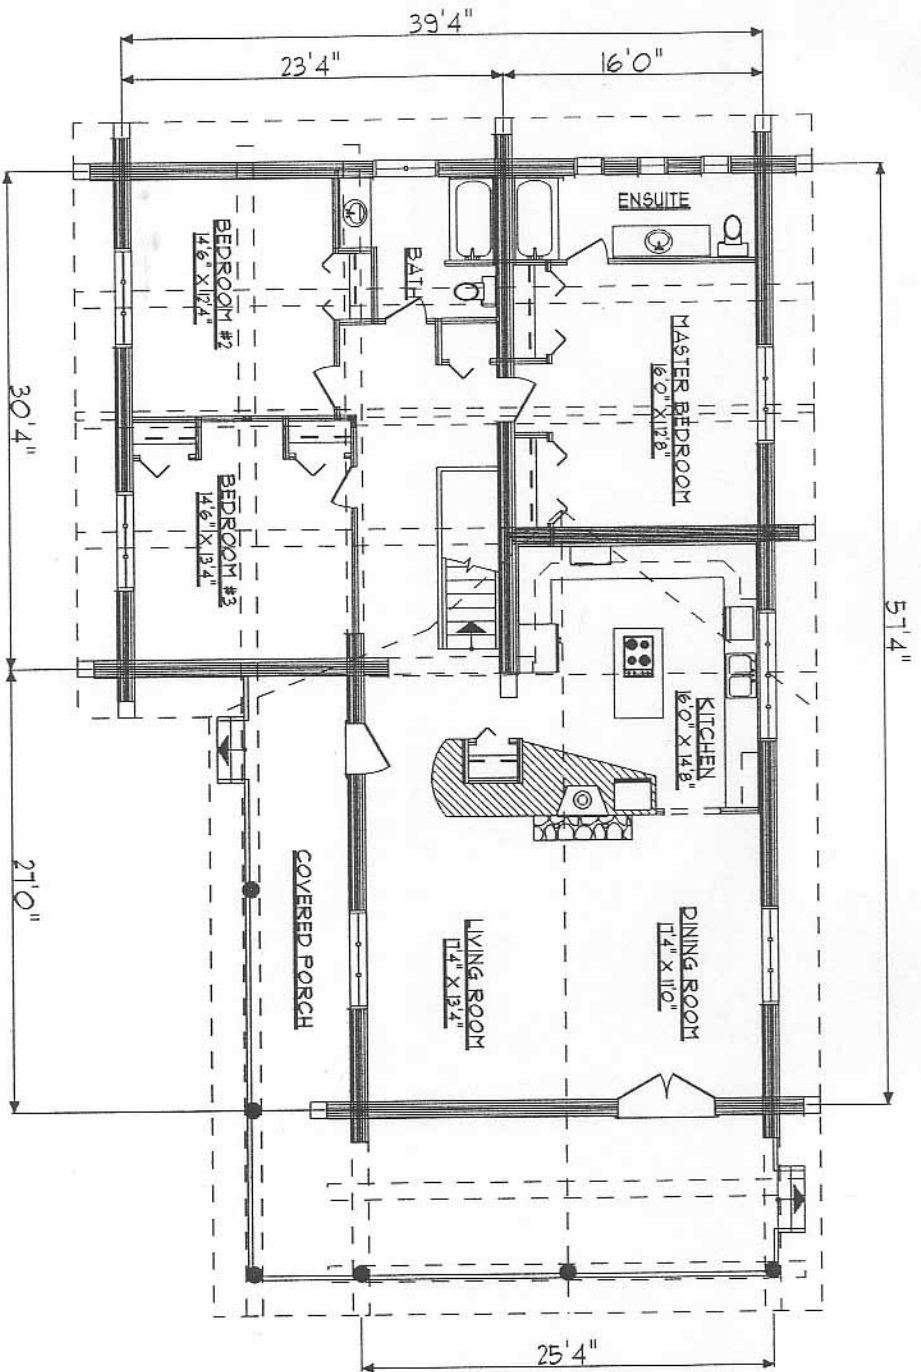 39'4"
23'4"
16'0"
ENSUITE
BATH
BEDROOM #2
14'6" X 12'4"
MASTER BEDROOM
16'0" X 12'8"
30'4"
BEDROOM #3
14'6" X 13'4"
57'4"
KITCHEN
16'0" X 14'8"
27'0"
COVERED PORCH
LIVING ROOM
17'4" X 13'4"
DINING ROOM
17'4" X 11'0"
25'4"